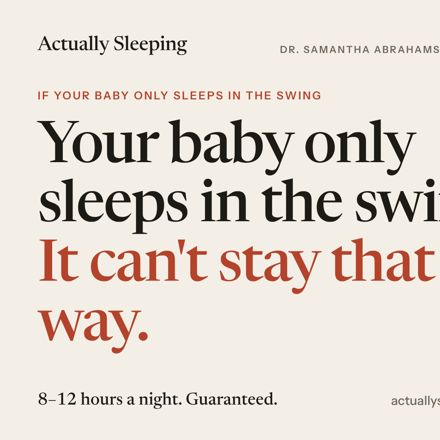 Actually Sleeping
DR. SAMANTHA ABRAHAMS
IF YOUR BABY ONLY SLEEPS IN THE SWING
Your baby only
sleeps in the swi
It can't stay that
way.
8–12 hours a night. Guaranteed.
actuallys